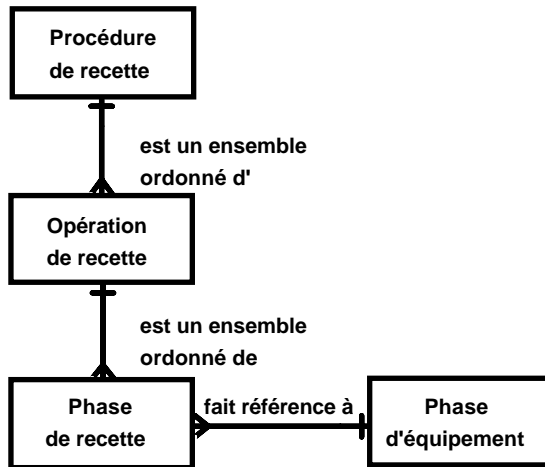 Procédure
de recette
est un ensemble
ordonné d'
Opération
de recette
est un ensemble
ordonné de
Phase
de recette
fait référence à
Phase
d'équipement